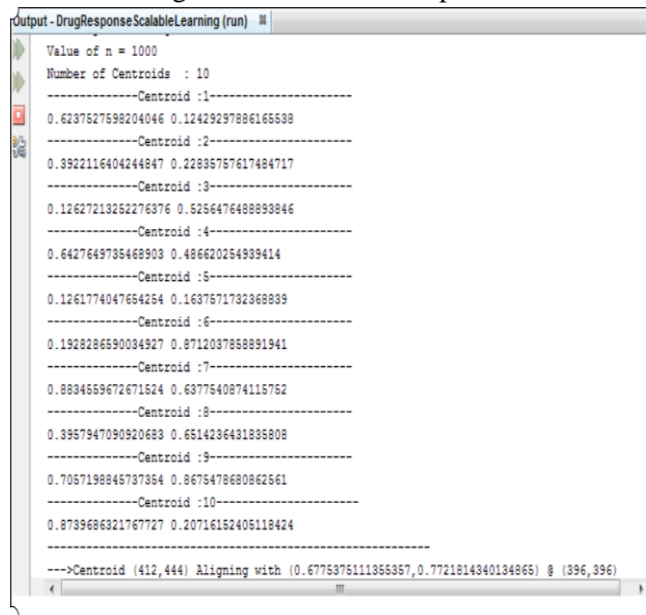 Output - DrugResponseScalableLearning (run)
Value of n = 1000
Number of Centroids : 10
--------------Centroid :1----------------------
0.6237527598204046 0.12429297886165538
--------------Centroid :2----------------------
0.3922116404244847 0.22835757617484717
--------------Centroid :3----------------------
0.12627213252276376 0.5256476488893846
--------------Centroid :4----------------------
0.6427649735468903 0.486620254939414
--------------Centroid :5----------------------
0.1261774047654254 0.1637571732368839
--------------Centroid :6----------------------
0.1928286590034927 0.8712037858891941
--------------Centroid :7----------------------
0.8834559672671524 0.6377540874115752
--------------Centroid :8----------------------
0.3957947090920683 0.6514236431835808
--------------Centroid :9----------------------
0.7057198845737354 0.8675478680862561
--------------Centroid :10----------------------
0.8739686321767727 0.20716152405118424
------------------------------------------------------------
--->Centroid (412,444) Aligning with (0.6775375111355357,0.7721814340134865) @ (396,396)